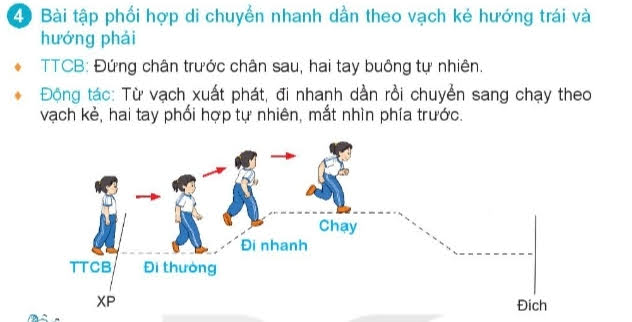 4 Bài tập phối hợp di chuyển nhanh dần theo vạch kẻ hướng trái và
hướng phải
TTCB: Đứng chân trước chân sau, hai tay buông tự nhiên.
Động tác: Từ vạch xuất phát, đi nhanh dần rồi chuyển sang chạy theo
vạch kẻ, hai tay phối hợp tự nhiên, mắt nhìn phía trước.
Chạy
Đi nhanh
TTCB Đi thường
XP
Đích